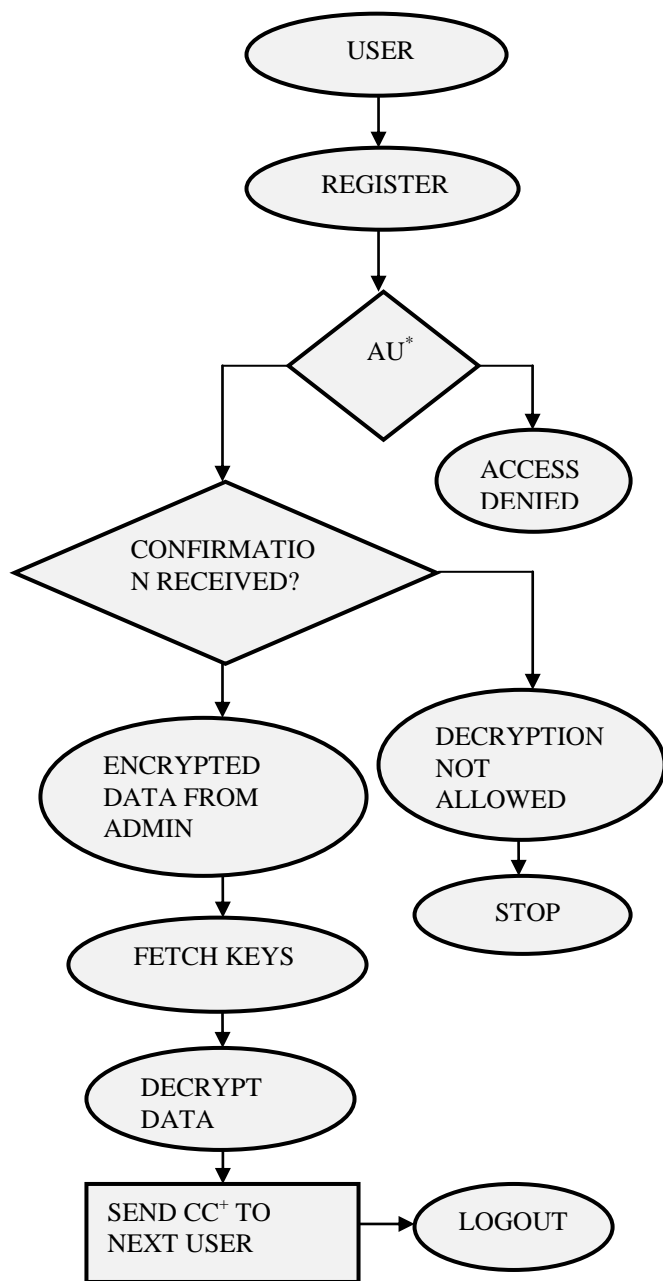 USER
REGISTER
AU*
ACCESS
DENIED
CONFIRMATIO
N RECEIVED?
ENCRYPTED
DATA FROM
ADMIN
DECRYPTION
NOT
ALLOWED
STOP
FETCH KEYS
DECRYPT
DATA
SEND CC+ TO
NEXT USER
LOGOUT